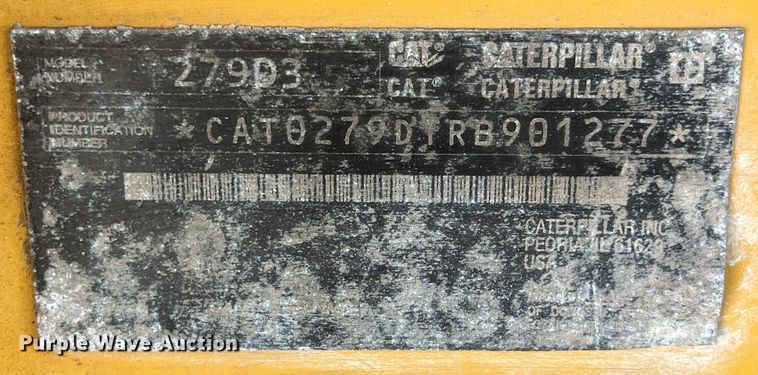 MODEL
NUMBER
279D3
CAT® CATERPILLAR®
CAT® CATERPILLAR®
PRODUCT
IDENTIFICATION
NUMBER
*CAT0279DTRB901277*
CATERPILLAR INC.
PEORIA IL 61629
USA
Purple Wave Auction